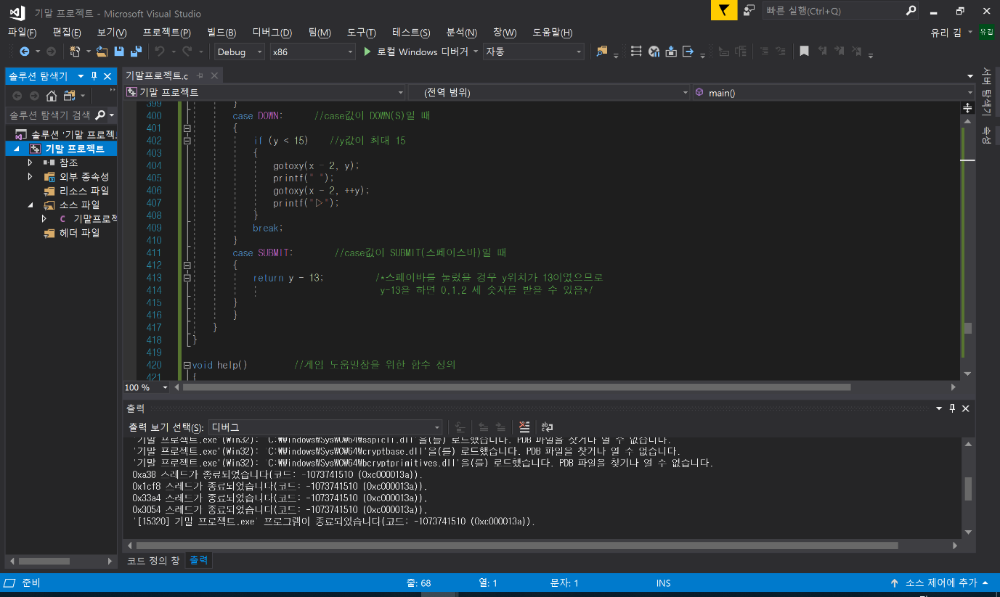 기말 프로젝트 - Microsoft Visual Studio
빠른 실행(Ctrl+Q)
파일(F) 편집(E) 보기(V) 프로젝트(P) 빌드(B) 디버그(D) 팀(M) 도구(T) 테스트(S) 분석(N) 창(W) 도움말(H)
유리 김 유김
Debug x86 로컬 Windows 디버거 자동
솔루션 탐색기
솔루션 탐색기 검색
솔루션 '기말 프로젝
기말 프로젝트
참조
외부 종속성
리소스 파일
소스 파일
C 기말프로젝
헤더 파일
기말프로젝트.c
기말 프로젝트 (전역 범위) main()
서버 탐색기
속성
399 }
400 case DOWN: //case값이 DOWN(S)일 때
401 {
402 if (y < 15) //y값이 최대 15
403 {
404 gotoxy(x - 2, y);
405 printf(" ");
406 gotoxy(x - 2, ++y);
407 printf("▷");
408 }
409 break;
410 }
411 case SUBMIT: //case값이 SUBMIT(스페이스바)일 때
412 {
413 return y - 13; /*스페이바를 눌렀을 경우 y위치가 13이였으므로
414 y-13을 하면 0,1,2 세 숫자를 받을 수 있음*/
415 }
416 }
417 }
418 }
419
420 void help() //게임 도움말창을 위한 함수 정의
421 {
100 %
출력
출력 보기 선택(S): 디버그
'기말 프로젝트.exe'(Win32): 'C:\Windows\SysWOW64\sspicli.dll'을(를) 로드했습니다. PDB 파일을 찾거나 열 수 없습니다.
'기말 프로젝트.exe'(Win32): 'C:\Windows\SysWOW64\cryptbase.dll'을(를) 로드했습니다. PDB 파일을 찾거나 열 수 없습니다.
'기말 프로젝트.exe'(Win32): 'C:\Windows\SysWOW64\bcryptprimitives.dll'을(를) 로드했습니다. PDB 파일을 찾거나 열 수 없습니다.
0xa38 스레드가 종료되었습니다(코드: -1073741510 (0xc000013a)).
0x1cf8 스레드가 종료되었습니다(코드: -1073741510 (0xc000013a)).
0x33a4 스레드가 종료되었습니다(코드: -1073741510 (0xc000013a)).
0x3054 스레드가 종료되었습니다(코드: -1073741510 (0xc000013a)).
'[15320] 기말 프로젝트.exe' 프로그램이 종료되었습니다(코드: -1073741510 (0xc000013a)).
코드 정의 창 출력
준비 줄: 68 열: 1 문자: 1 INS 소스 제어에 추가